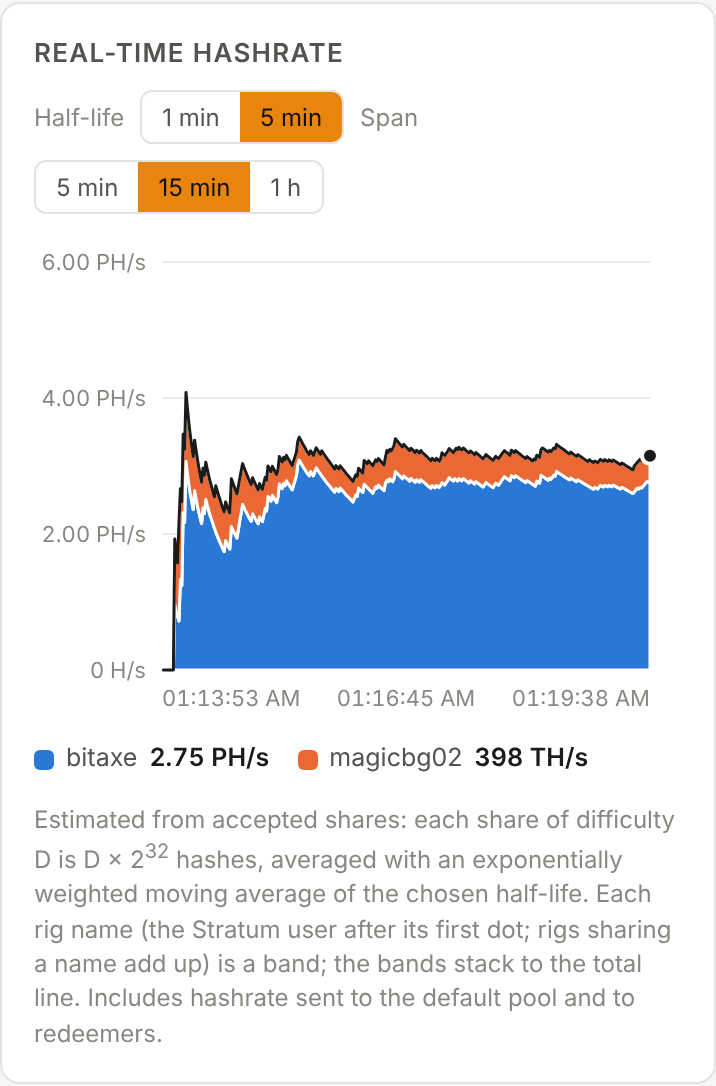 REAL-TIME HASHRATE
Half-life 1 min 5 min Span
5 min 15 min 1 h
6.00 PH/s
4.00 PH/s
2.00 PH/s
0 H/s
01:13:53 AM 01:16:45 AM 01:19:38 AM
bitaxe 2.75 PH/s magicbg02 398 TH/s
Estimated from accepted shares: each share of difficulty
D is D × 2³² hashes, averaged with an exponentially
weighted moving average of the chosen half-life. Each
rig name (the Stratum user after its first dot; rigs sharing
a name add up) is a band; the bands stack to the total
line. Includes hashrate sent to the default pool and to
redeemers.